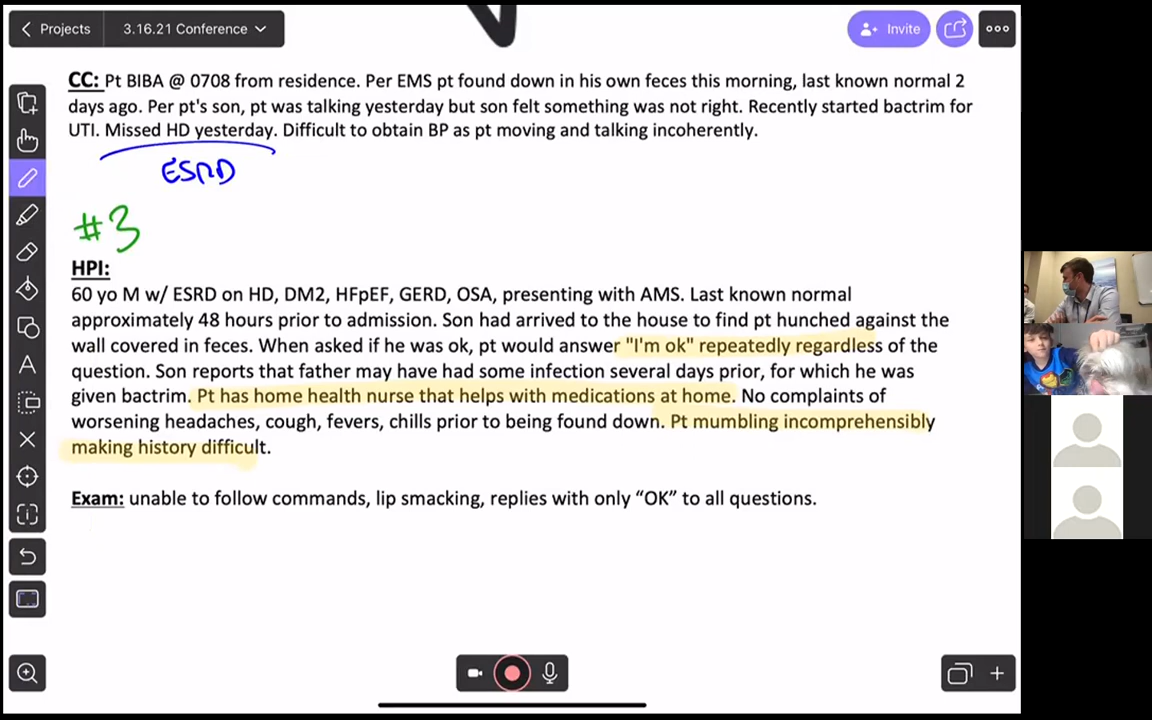 Projects
3.16.21 Conference
Invite
CC: Pt BIBA @ 0708 from residence. Per EMS pt found down in his own feces this morning, last known normal 2
days ago. Per pt's son, pt was talking yesterday but son felt something was not right. Recently started bactrim for
UTI. Missed HD yesterday. Difficult to obtain BP as pt moving and talking incoherently.
ESRD
#3
HPI:
60 yo M w/ ESRD on HD, DM2, HFpEF, GERD, OSA, presenting with AMS. Last known normal
approximately 48 hours prior to admission. Son had arrived to the house to find pt hunched against the
wall covered in feces. When asked if he was ok, pt would answer "I'm ok" repeatedly regardless of the
question. Son reports that father may have had some infection several days prior, for which he was
given bactrim. Pt has home health nurse that helps with medications at home. No complaints of
worsening headaches, cough, fevers, chills prior to being found down. Pt mumbling incomprehensibly
making history difficult.
Exam: unable to follow commands, lip smacking, replies with only “OK” to all questions.